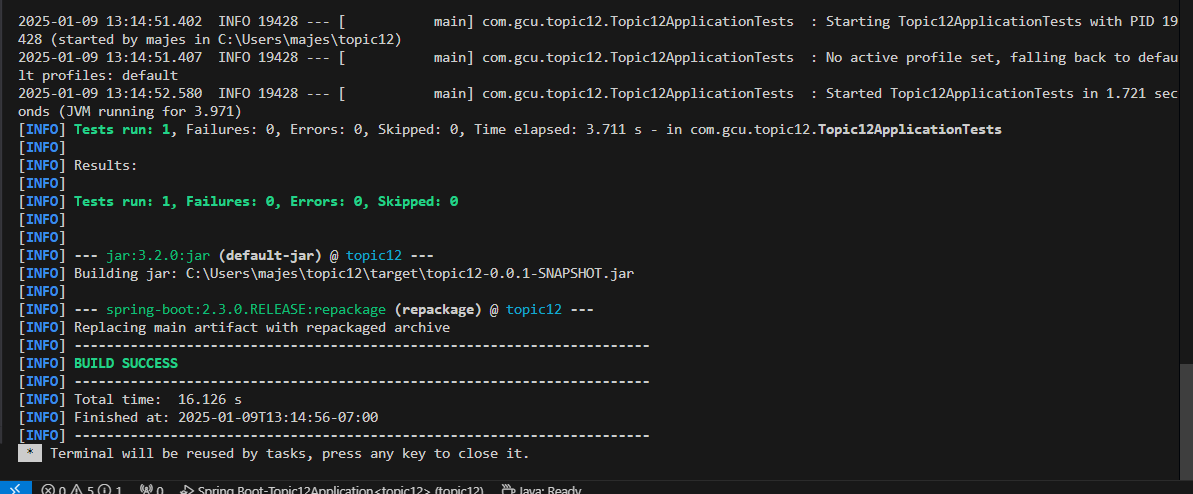 2025-01-09 13:14:51.402  INFO 19428 --- [           main] com.gcu.topic12.Topic12ApplicationTests  : Starting Topic12ApplicationTests with PID 19
428 (started by majes in C:\Users\majes\topic12)
2025-01-09 13:14:51.407  INFO 19428 --- [           main] com.gcu.topic12.Topic12ApplicationTests  : No active profile set, falling back to defau
lt profiles: default
2025-01-09 13:14:52.580  INFO 19428 --- [           main] com.gcu.topic12.Topic12ApplicationTests  : Started Topic12ApplicationTests in 1.721 sec
onds (JVM running for 3.971)
[INFO] Tests run: 1, Failures: 0, Errors: 0, Skipped: 0, Time elapsed: 3.711 s - in com.gcu.topic12.Topic12ApplicationTests
[INFO]
[INFO] Results:
[INFO]
[INFO] Tests run: 1, Failures: 0, Errors: 0, Skipped: 0
[INFO]
[INFO]
[INFO] --- jar:3.2.0:jar (default-jar) @ topic12 ---
[INFO] Building jar: C:\Users\majes\topic12\target\topic12-0.0.1-SNAPSHOT.jar
[INFO]
[INFO] --- spring-boot:2.3.0.RELEASE:repackage (repackage) @ topic12 ---
[INFO] Replacing main artifact with repackaged archive
[INFO] ------------------------------------------------------------------------
[INFO] BUILD SUCCESS
[INFO] ------------------------------------------------------------------------
[INFO] Total time:  16.126 s
[INFO] Finished at: 2025-01-09T13:14:56-07:00
[INFO] ------------------------------------------------------------------------
 *  Terminal will be reused by tasks, press any key to close it.
0 5 1 0 Spring Boot-Topic12Application<topic12> (topic12) Java: Ready